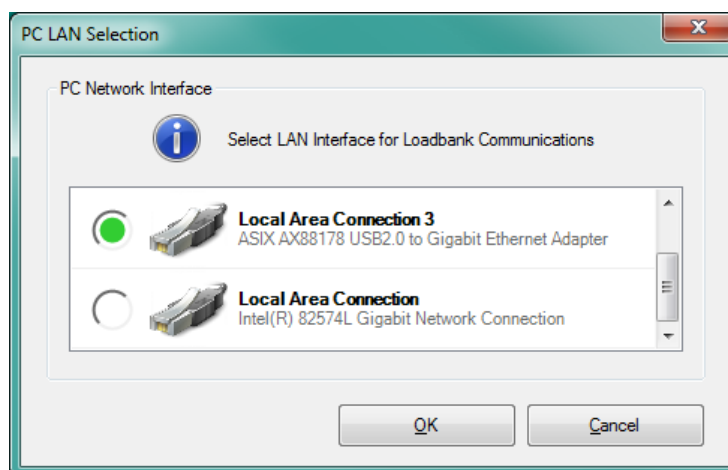 PC LAN Selection
PC Network Interface
Select LAN Interface for Loadbank Communications
Local Area Connection 3
ASIX AX88178 USB2.0 to Gigabit Ethernet Adapter
Local Area Connection
Intel(R) 82574L Gigabit Network Connection
OK
Cancel